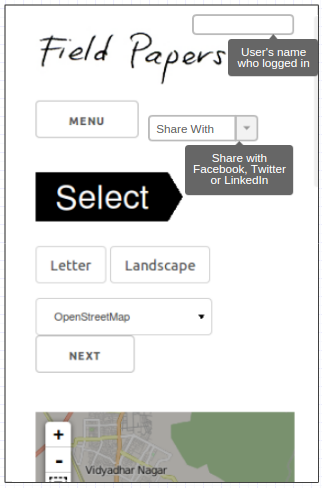 Field Papers
User's name
who logged in
MENU
Share With
Share with
Facebook, Twitter
or LinkedIn
Select
Letter
Landscape
OpenStreetMap
NEXT
+
-
Vidyadhar Nagar